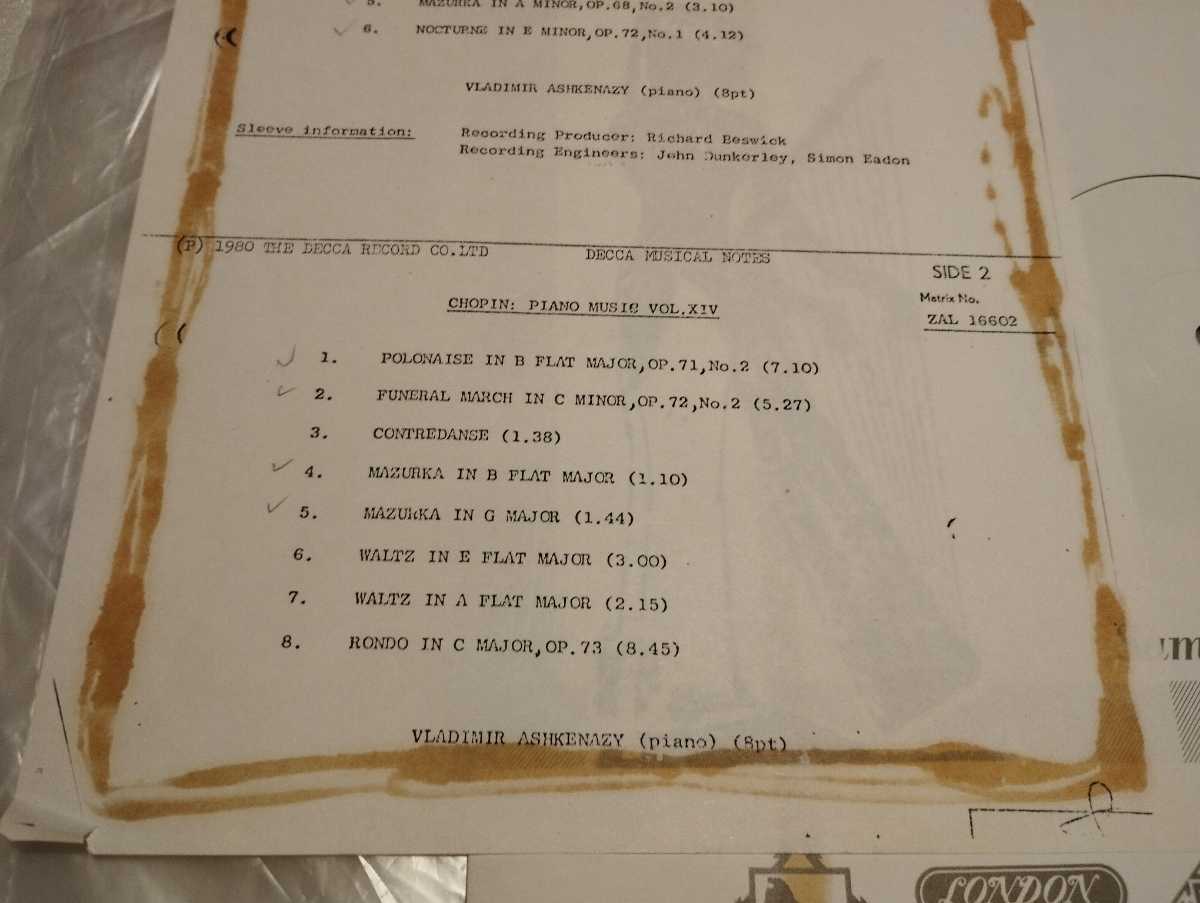 5. MAZURKA IN A MINOR,OP.68,No.2 (3.10)
6. NOCTURNE IN E MINOR,OP.72,No.1 (4.12)
VLADIMIR ASHKENAZY (piano) (8pt)
Sleeve information: Recording Producer: Richard Beswick
Recording Engineers: John Dunkerley, Simon Eadon
(P) 1980 THE DECCA RECORD CO.LTD DECCA MUSICAL NOTES
SIDE 2
Matrix No.
ZAL 16602
CHOPIN: PIANO MUSIC VOL.XIV
1. POLONAISE IN B FLAT MAJOR,OP.71,No.2 (7.10)
2. FUNERAL MARCH IN C MINOR,OP.72,No.2 (5.27)
3. CONTREDANSE (1.38)
4. MAZURKA IN B FLAT MAJOR (1.10)
5. MAZURKA IN G MAJOR (1.44)
6. WALTZ IN E FLAT MAJOR (3.00)
7. WALTZ IN A FLAT MAJOR (2.15)
8. RONDO IN C MAJOR,OP.73 (8.45)
VLADIMIR ASHKENAZY (piano) (8pt)
LONDON